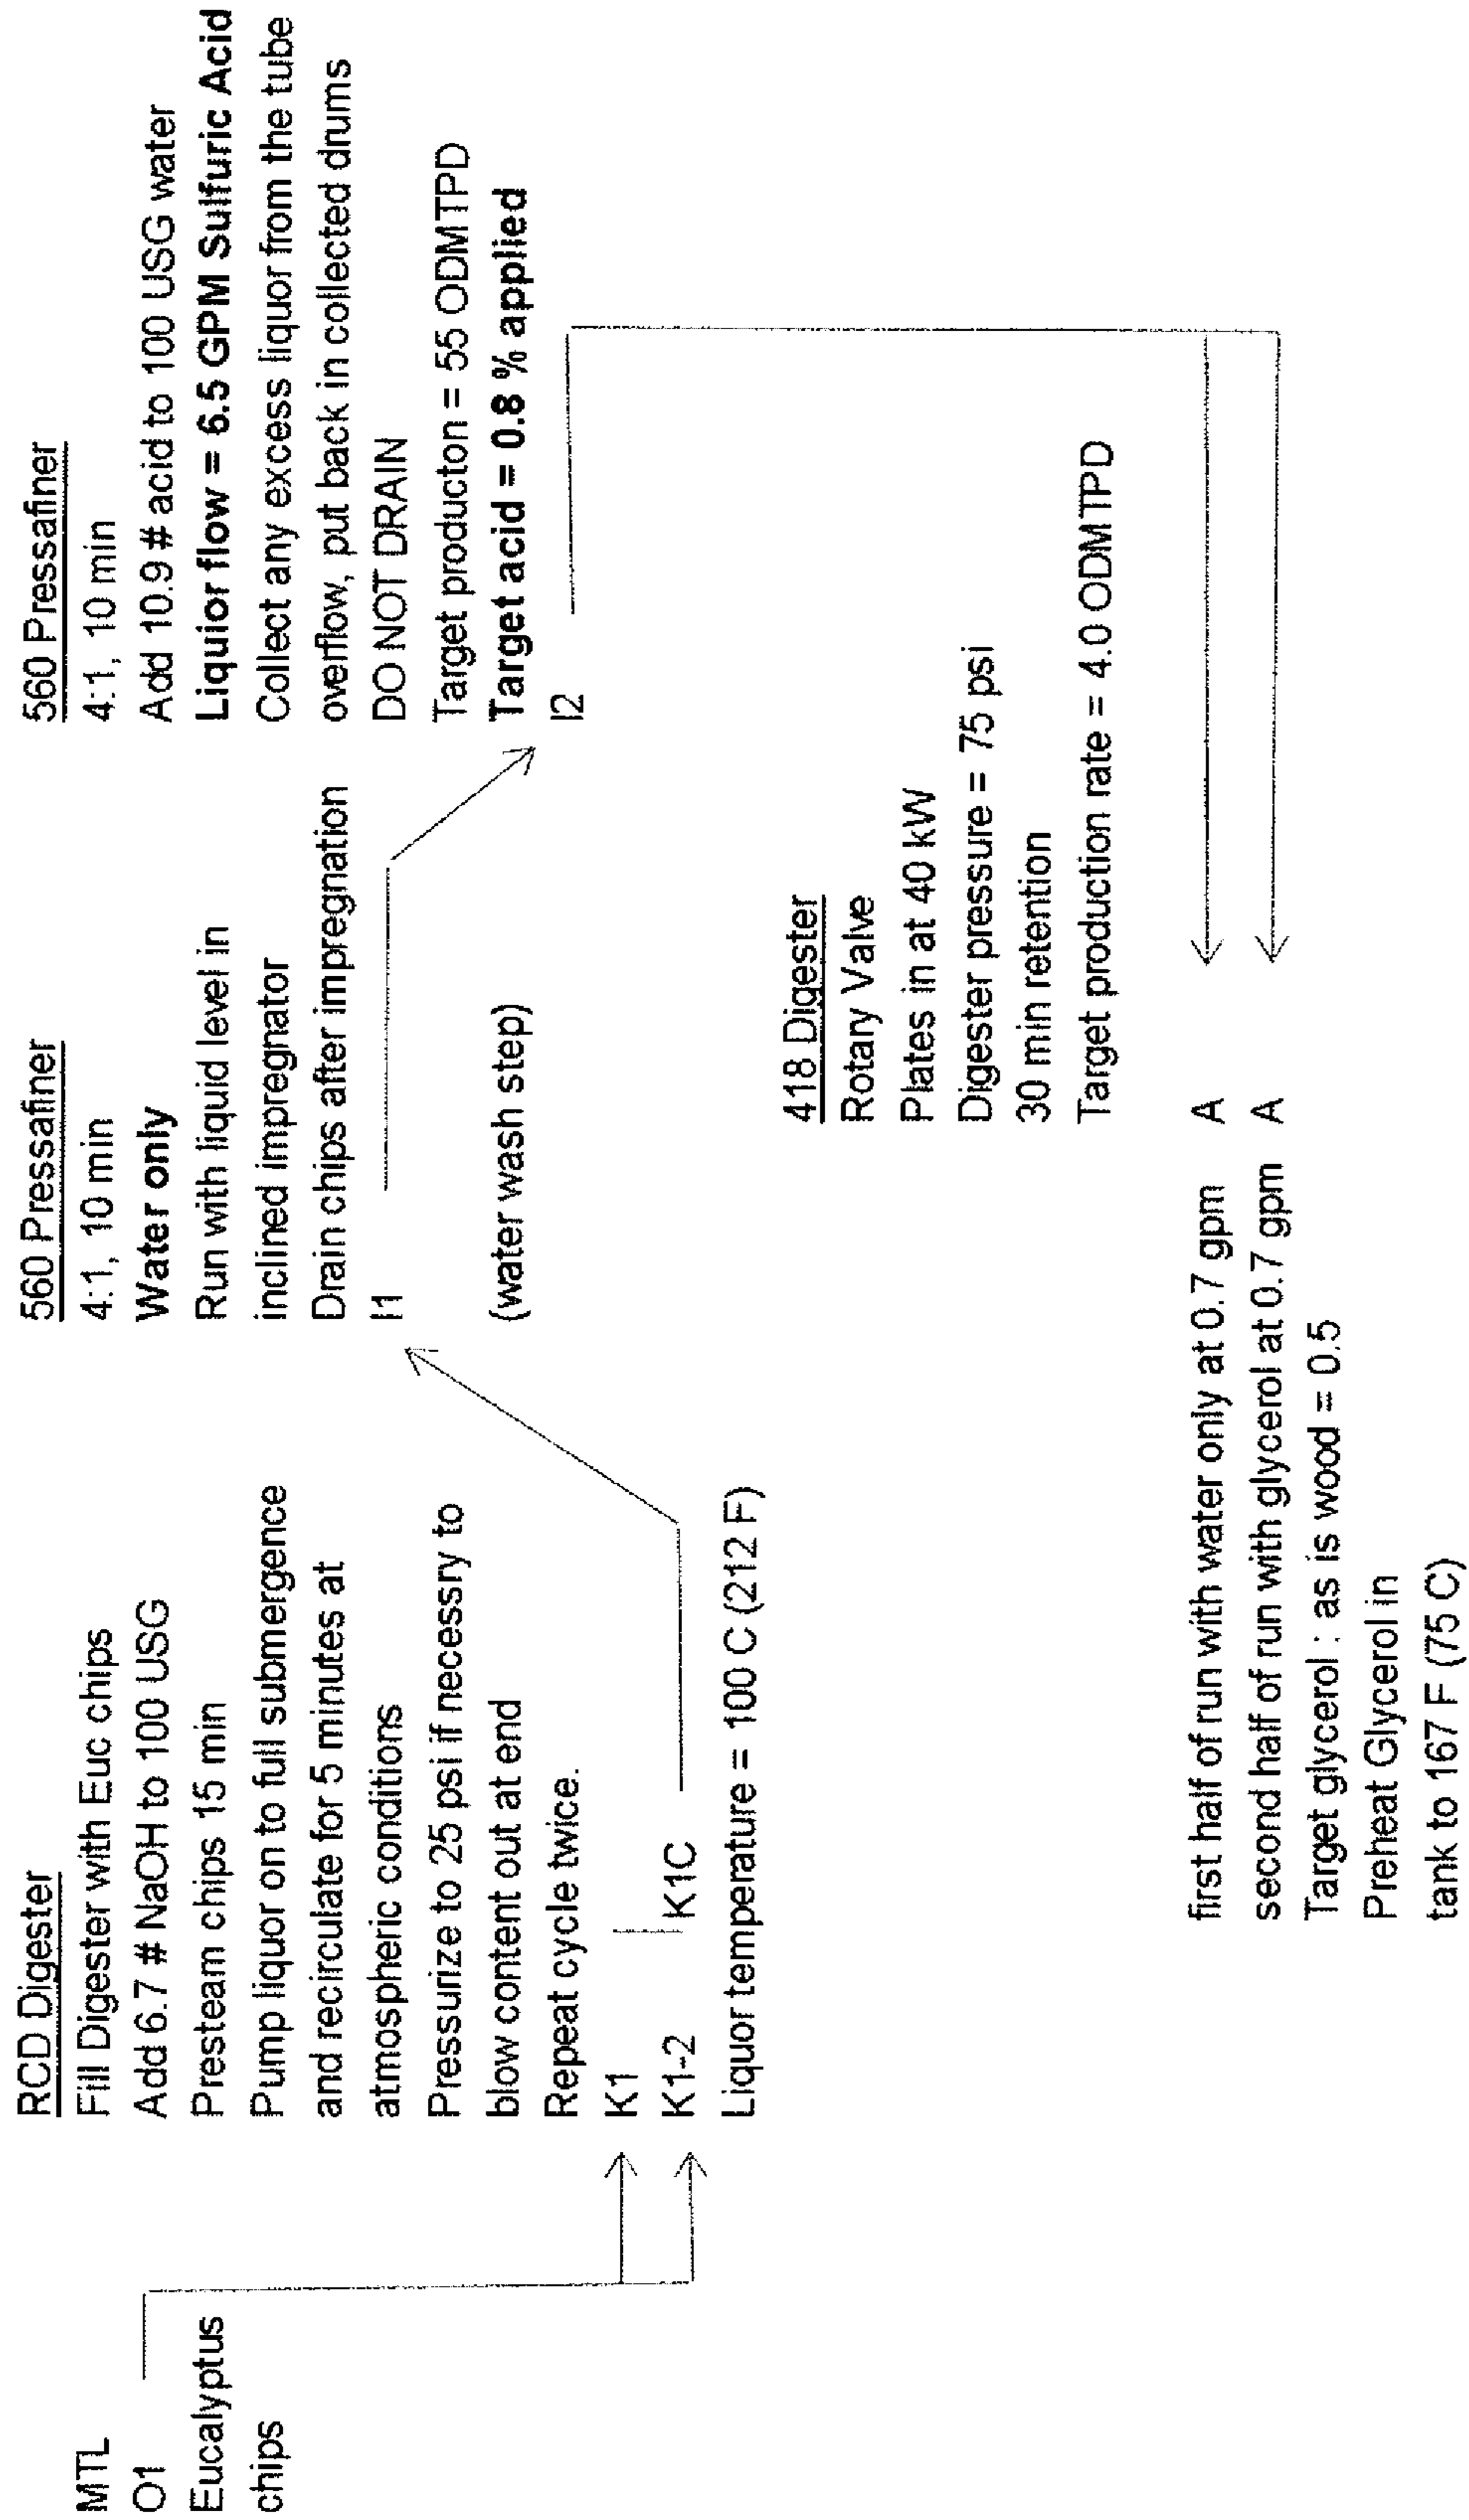 MTL
O1
Eucalyptus
chips
RCD Digester
Fill Digester with Euc chips
Add 6.7 # NaOH to 100 USG
Presteam chips 15 min
Pump liquor on to full submergence
and recirculate for 5 minutes at
atmospheric conditions
Pressurize to 25 psi if necessry to
blow content out at end
Repeat cycle twice.
K1
K1-2 K1C
Liquor temperature = 100 C (212 F)
560 Pressafiner
4:1, 10 min
Water only
Run with liquid level in
inclined impregnator
Drain chips after impregnation
I1
(water wash step)
560 Pressafiner
4:1, 10 min
Add 10.9 # acid to 100 USG water
Liquior flow = 6.5 GPM Sulfuric Acid
Collect any excess liquor from the tube
overflow, put back in collected drums
DO NOT DRAIN
Target producton = 55 ODMTPD
Target acid = 0.8 % applied
I2
418 Digester
Rotary Valve
Plates in at 40 kW
Digester pressure = 75 psi
30 min retention
Target production rate = 4.0 ODMTPD
first half of run with water only at 0.7 gpm A
second half of run with glycerol at 0.7 gpm A
Target glycerol : as is wood = 0.5
Preheat Glycerol in
tank to 167 F (75 C)